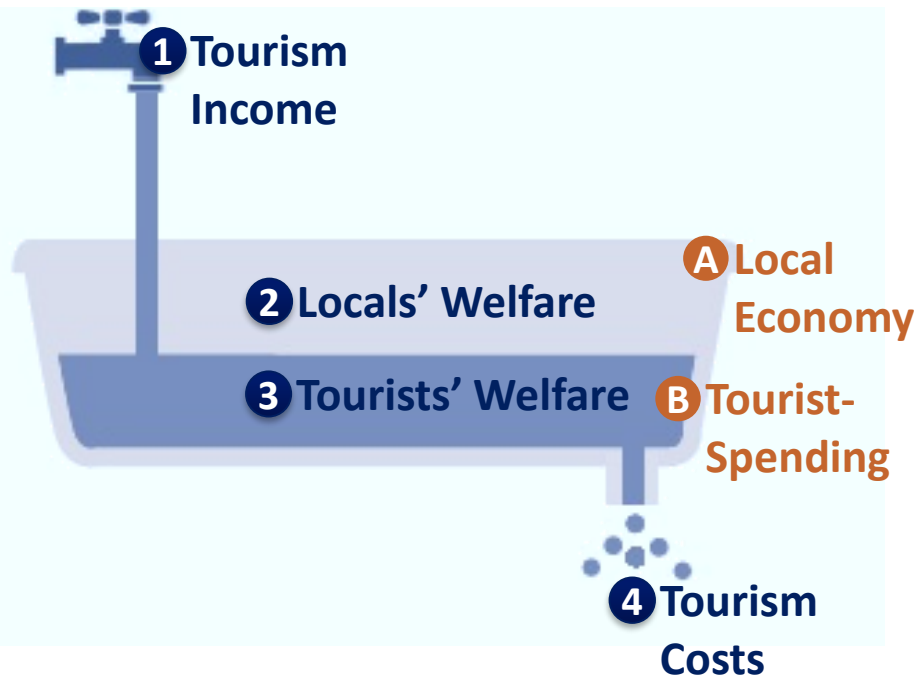 1 Tourism
Income
A Local
Economy
2 Locals’ Welfare
3 Tourists’ Welfare
B Tourist-
Spending
4 Tourism
Costs